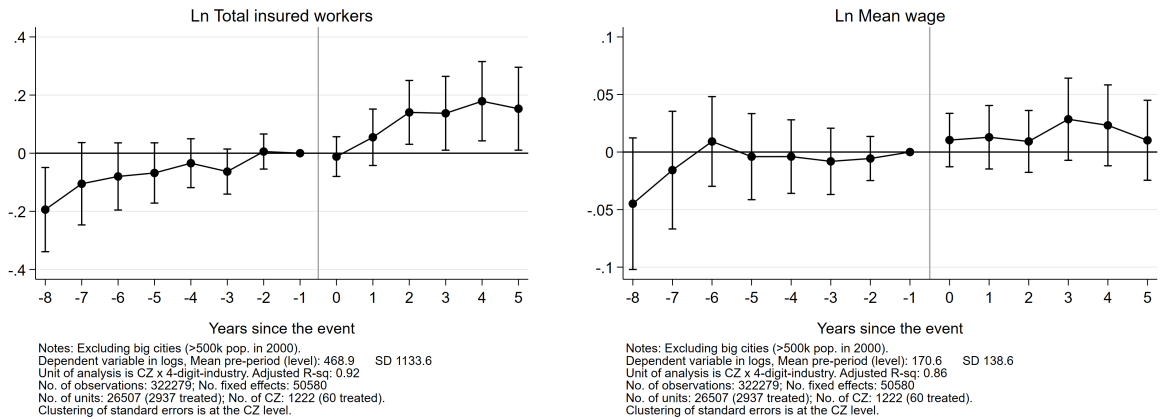 Ln Total insured workers
.4
.2
0
-.2
-.4
-8 -7 -6 -5 -4 -3 -2 -1 0 1 2 3 4 5
Years since the event
Notes: Excluding big cities (>500k pop. in 2000).
Dependent variable in logs, Mean pre-period (level): 468.9 SD 1133.6
Unit of analysis is CZ x 4-digit-industry. Adjusted R-sq: 0.92
No. of observations: 322279; No. fixed effects: 50580
No. of units: 26507 (2937 treated); No. of CZ: 1222 (60 treated).
Clustering of standard errors is at the CZ level.
Ln Mean wage
.1
.05
0
-.05
-.1
-8 -7 -6 -5 -4 -3 -2 -1 0 1 2 3 4 5
Years since the event
Notes: Excluding big cities (>500k pop. in 2000).
Dependent variable in logs, Mean pre-period (level): 170.6 SD 138.6
Unit of analysis is CZ x 4-digit-industry. Adjusted R-sq: 0.86
No. of observations: 322279; No. fixed effects: 50580
No. of units: 26507 (2937 treated); No. of CZ: 1222 (60 treated).
Clustering of standard errors is at the CZ level.